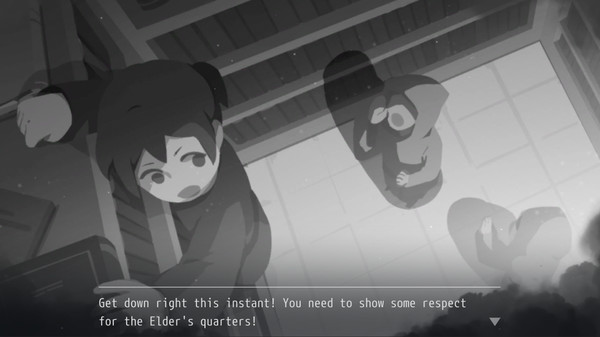 Get down right this instant! You need to show some respect
for the Elder's quarters!